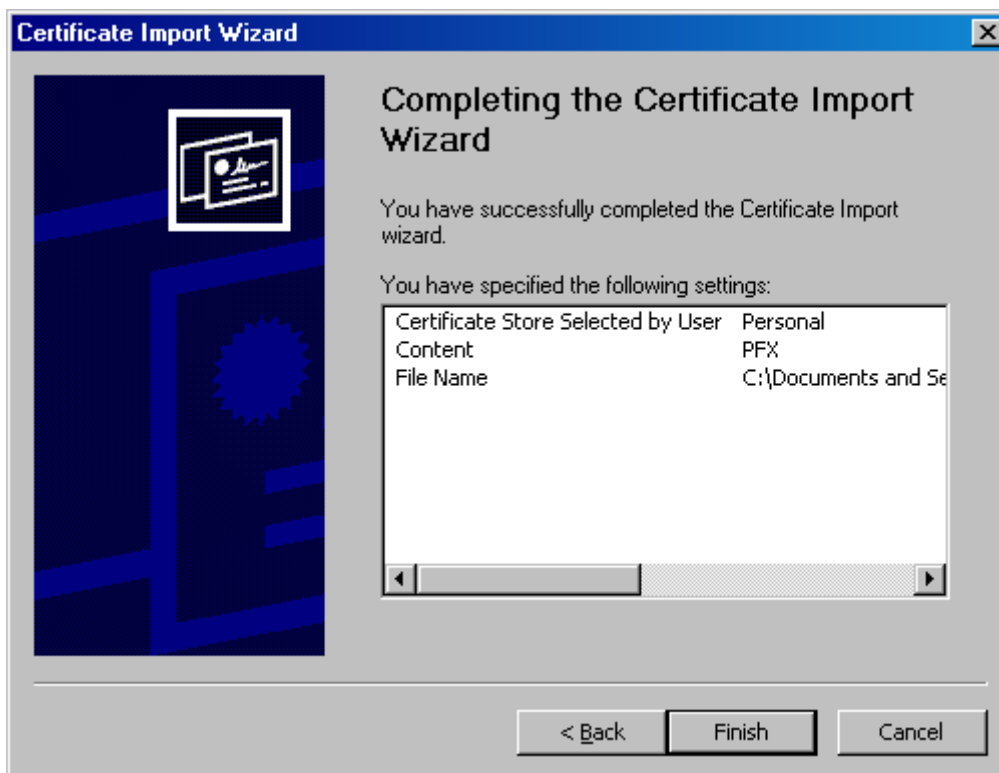 Certificate Import Wizard
Completing the Certificate Import
Wizard
You have successfully completed the Certificate Import
wizard.
You have specified the following settings:
Certificate Store Selected by User Personal
Content PFX
File Name C:\Documents and Se
< Back Finish Cancel